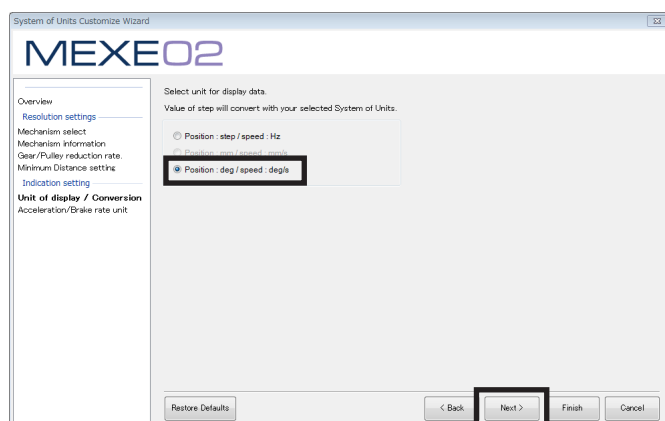 System of Units Customize Wizard
MEXE02
Overview
Resolution settings
Mechanism select
Mechanism information
Gear/Pulley reduction rate.
Minimum Distance setting
Indication setting
Unit of display / Conversion
Acceleration/Brake rate unit
Select unit for display data.
Value of step will convert with your selected System of Units.
Position : step / speed : Hz
Position : mm / speed : mm/s
Position : deg / speed : deg/s
Restore Defaults
< Back
Next >
Finish
Cancel